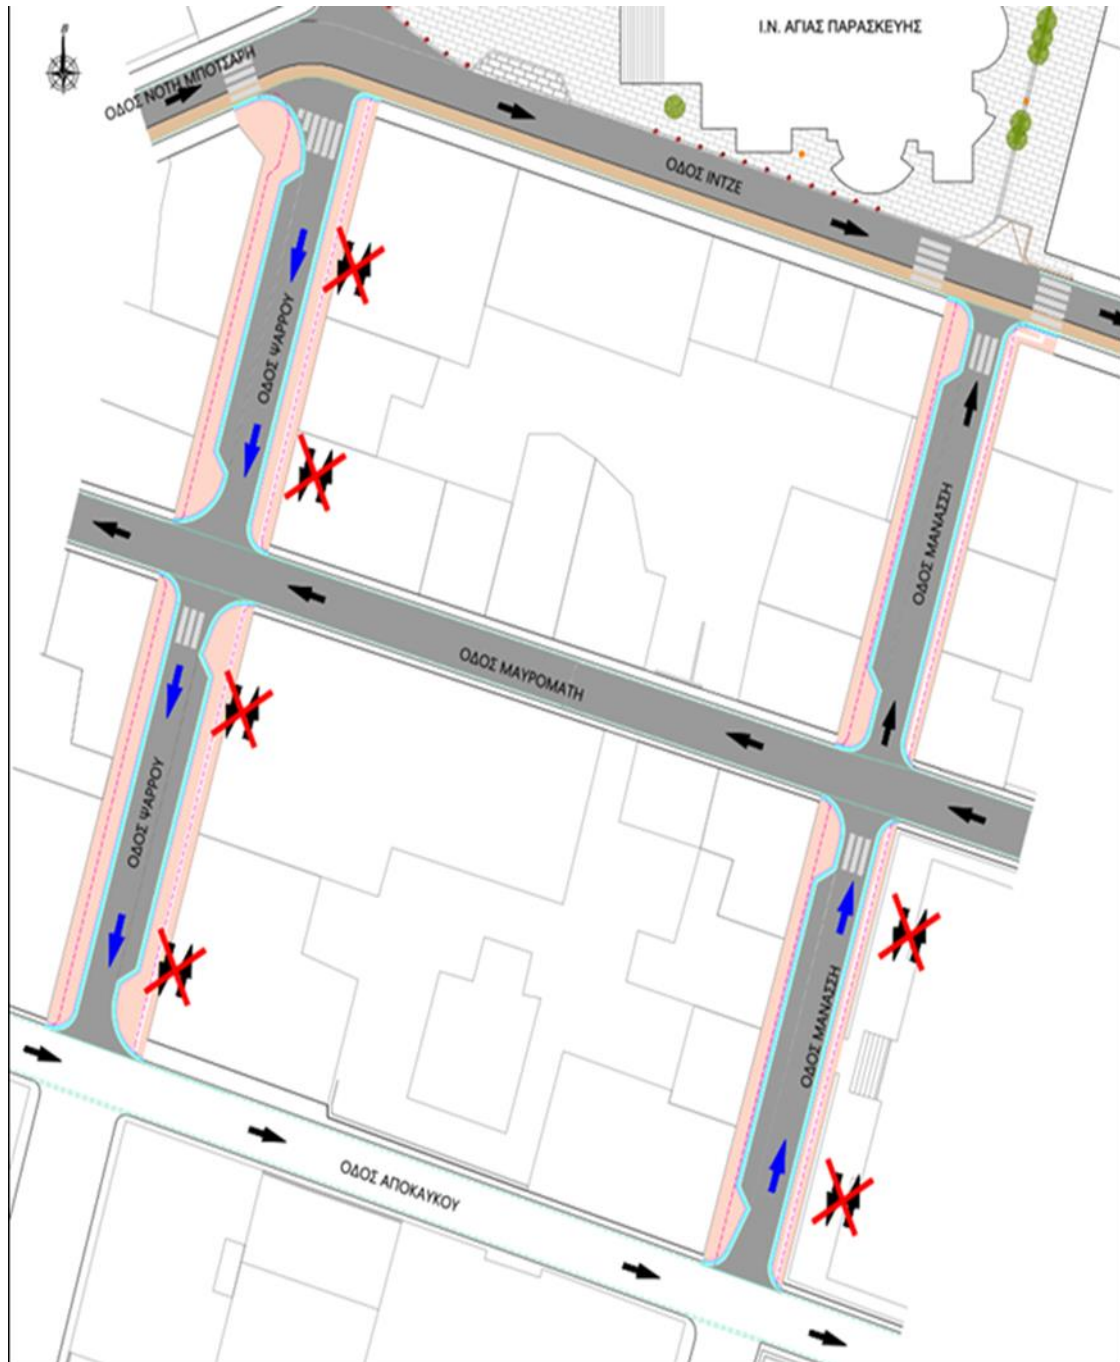 Ι.Ν. ΑΓΙΑΣ ΠΑΡΑΣΚΕΥΗΣ
Β
ΟΔΟΣ ΝΟΤΗ ΜΠΟΤΣΑΡΗ
ΟΔΟΣ ΙΝΤΖΕ
ΟΔΟΣ ΨΑΡΡΟΥ
ΟΔΟΣ ΜΑΝΑΣΣΗ
ΟΔΟΣ ΜΑΥΡΟΜΑΤΗ
ΟΔΟΣ ΨΑΡΡΟΥ
ΟΔΟΣ ΜΑΝΑΣΣΗ
ΟΔΟΣ ΑΠΟΚΑΥΚΟΥ